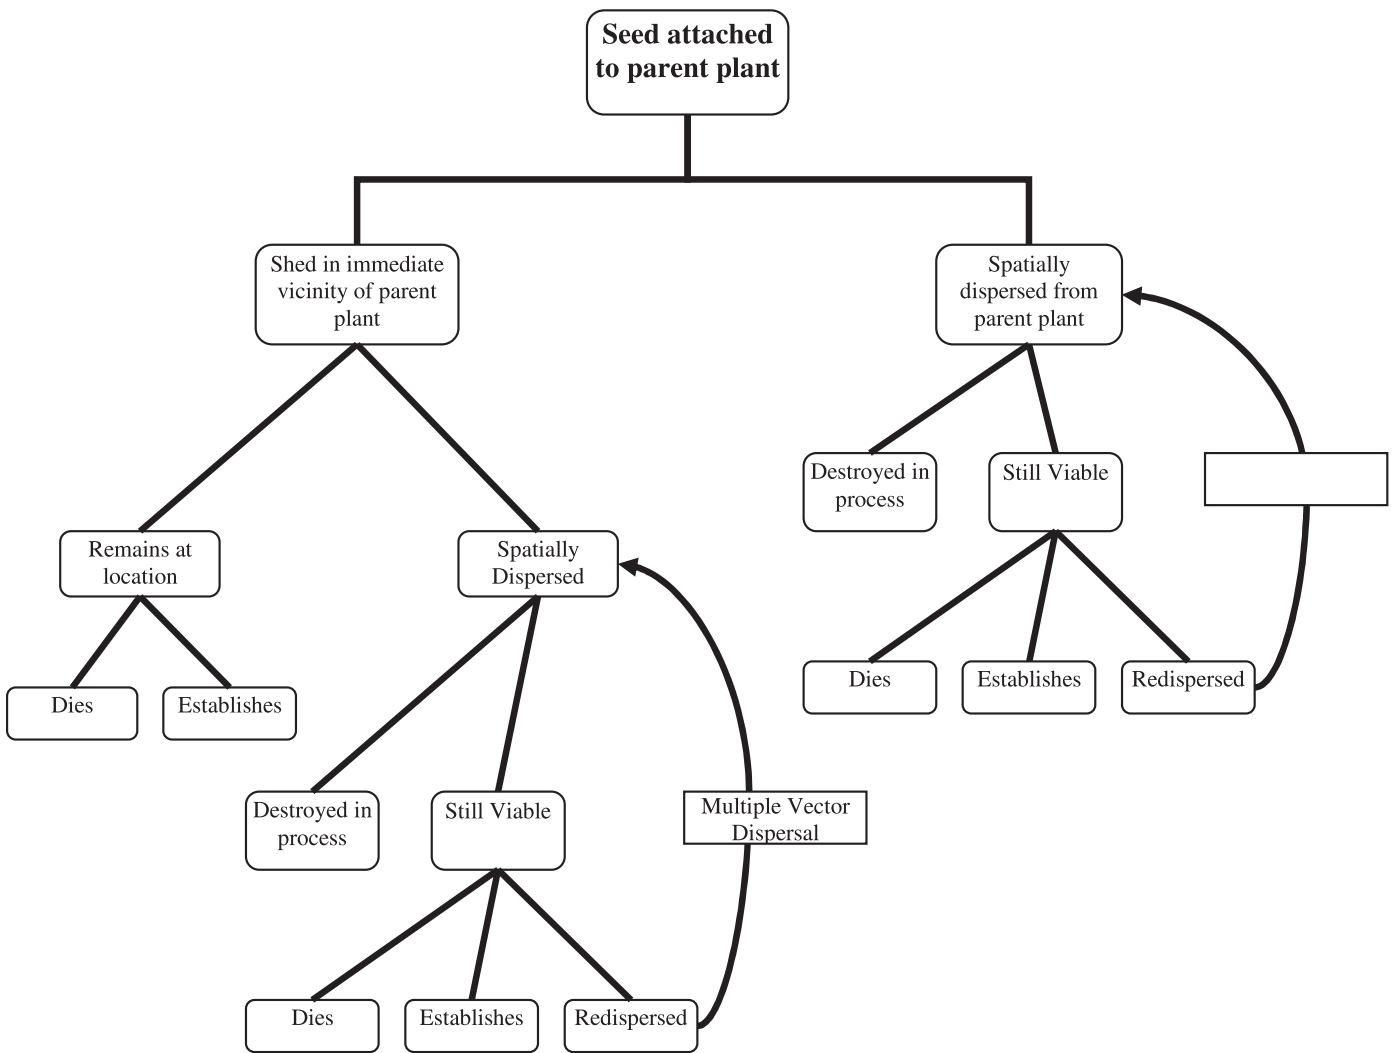 Seed attached
to parent plant
Shed in immediate
vicinity of parent
plant
Spatially
dispersed from
parent plant
Destroyed in
process
Still Viable
Remains at
location
Spatially
Dispersed
Dies
Establishes
Redispersed
Dies
Establishes
Destroyed in
process
Still Viable
Multiple Vector
Dispersal
Dies
Establishes
Redispersed